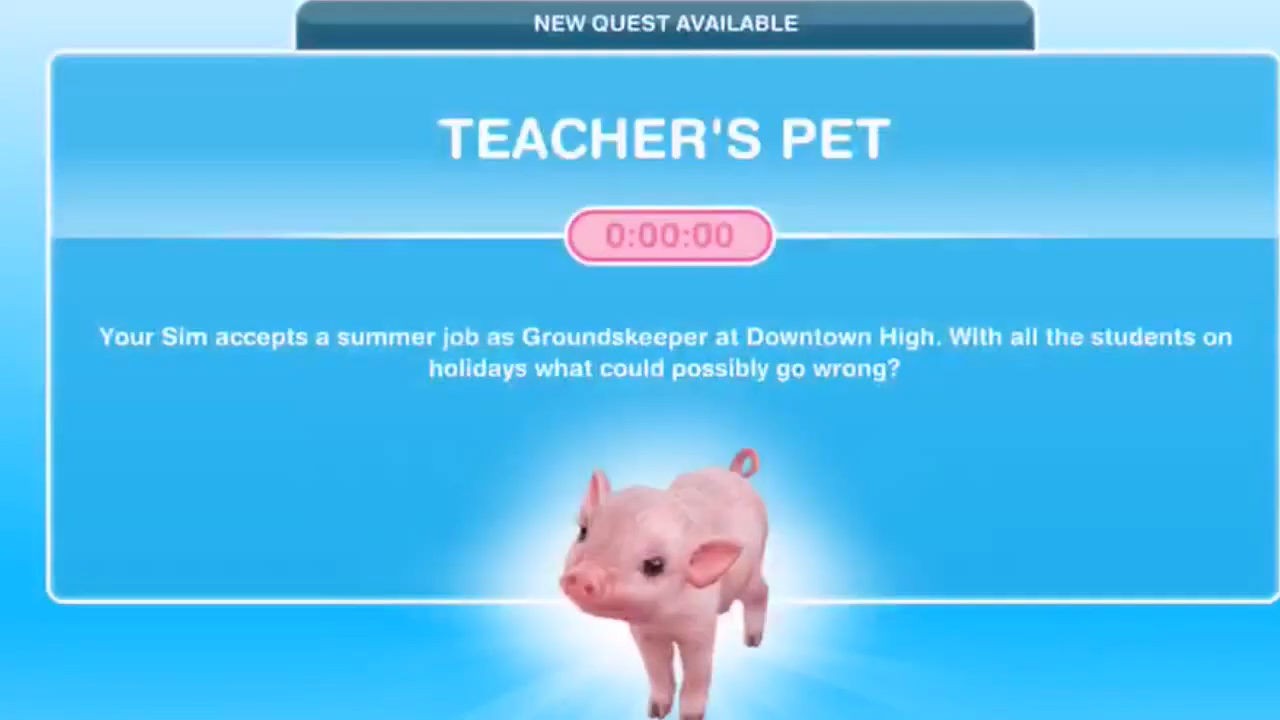 NEW QUEST AVAILABLE
TEACHER'S PET
0:00:00
Your Sim accepts a summer job as Groundskeeper at Downtown High. With all the students on
holidays what could possibly go wrong?